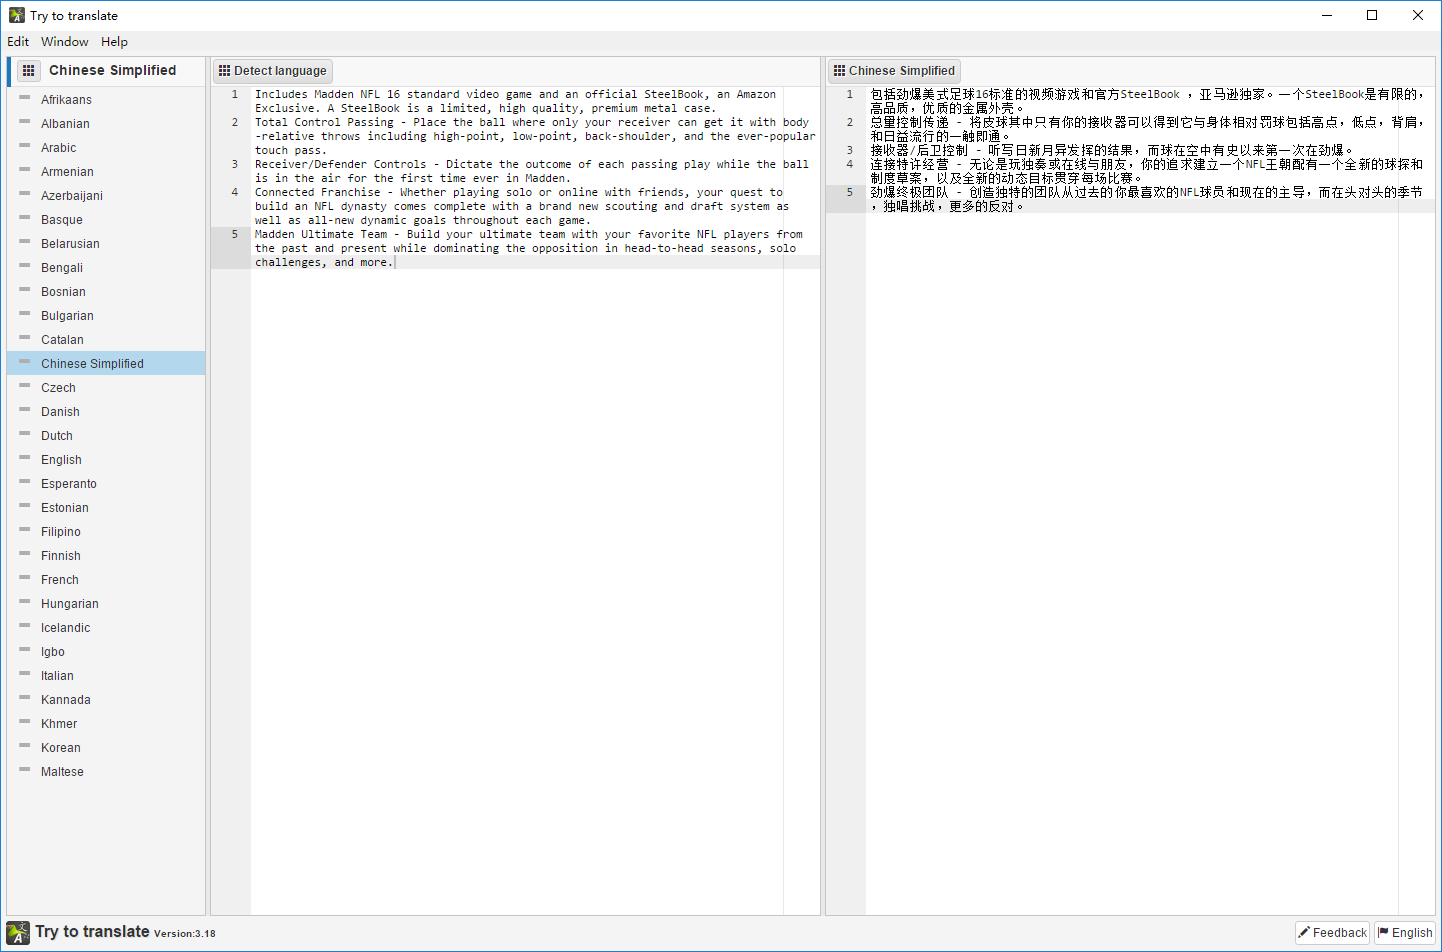 Try to translate
Edit Window Help
Chinese Simplified
Afrikaans
Albanian
Arabic
Armenian
Azerbaijani
Basque
Belarusian
Bengali
Bosnian
Bulgarian
Catalan
Chinese Simplified
Czech
Danish
Dutch
English
Esperanto
Estonian
Filipino
Finnish
French
Hungarian
Icelandic
Igbo
Italian
Kannada
Khmer
Korean
Maltese
Detect language
1 Includes Madden NFL 16 standard video game and an official SteelBook, an Amazon
Exclusive. A SteelBook is a limited, high quality, premium metal case.
2 Total Control Passing - Place the ball where only your receiver can get it with body
-relative throws including high-point, low-point, back-shoulder, and the ever-popular
touch pass.
3 Receiver/Defender Controls - Dictate the outcome of each passing play while the ball
is in the air for the first time ever in Madden.
4 Connected Franchise - Whether playing solo or online with friends, your quest to
build an NFL dynasty comes complete with a brand new scouting and draft system as
well as all-new dynamic goals throughout each game.
5 Madden Ultimate Team - Build your ultimate team with your favorite NFL players from
the past and present while dominating the opposition in head-to-head seasons, solo
challenges, and more.
Chinese Simplified
1 包括劲爆美式足球16标准的视频游戏和官方SteelBook ，亚马逊独家。一个SteelBook是有限的，
高品质，优质的金属外壳。
2 总量控制传递 - 将皮球其中只有你的接收器可以得到它与身体相对罚球包括高点，低点，背肩，
和日益流行的一触即通。
3 接收器/后卫控制 - 听写日新月异发挥的结果，而球在空中有史以来第一次在劲爆。
4 连接特许经营 - 无论是玩独奏或在线与朋友，你的追求建立一个NFL王朝配有一个全新的球探和
制度草案，以及全新的动态目标贯穿每场比赛。
5 劲爆终极团队 - 创造独特的团队从过去的你最喜欢的NFL球员和现在的主导，而在头对头的季节
，独唱挑战，更多的反对。
Try to translate Version:3.18
Feedback English